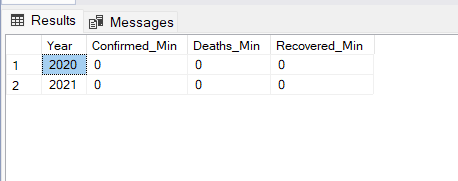 Results Messages
Year Confirmed_Min Deaths_Min Recovered_Min
1 2020 0 0 0
2 2021 0 0 0